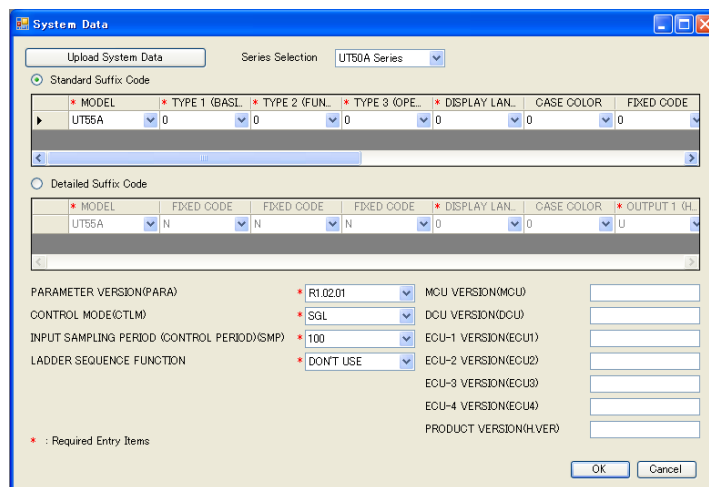 System Data
Upload System Data Series Selection UT50A Series
Standard Suffix Code
* MODEL * TYPE 1 (BASI... * TYPE 2 (FUN... * TYPE 3 (OPE... * DISPLAY LAN... CASE COLOR FIXED CODE
UT55A 0 0 0 0 0 0
Detailed Suffix Code
* MODEL FIXED CODE FIXED CODE FIXED CODE * DISPLAY LAN... CASE COLOR * OUTPUT 1 (H...
UT55A N N N 0 0 U
PARAMETER VERSION(PARA) * R1.02.01 MCU VERSION(MCU)
CONTROL MODE(CTLM) * SGL DCU VERSION(DCU)
INPUT SAMPLING PERIOD (CONTROL PERIOD)(SMP) * 100 ECU-1 VERSION(ECU1)
LADDER SEQUENCE FUNCTION * DON'T USE ECU-2 VERSION(ECU2)
ECU-3 VERSION(ECU3)
ECU-4 VERSION(ECU4)
PRODUCT VERSION(H.VER)
* : Required Entry Items
OK Cancel